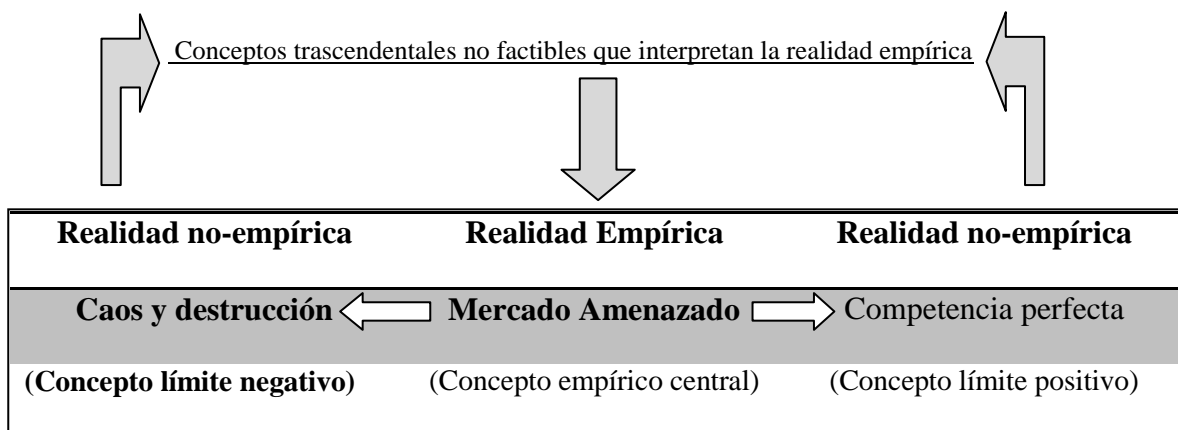 Conceptos trascendentales no factibles que interpretan la realidad empírica
Realidad no-empírica Realidad Empírica Realidad no-empírica
Caos y destrucción Mercado Amenazado Competencia perfecta
(Concepto límite negativo) (Concepto empírico central) (Concepto límite positivo)